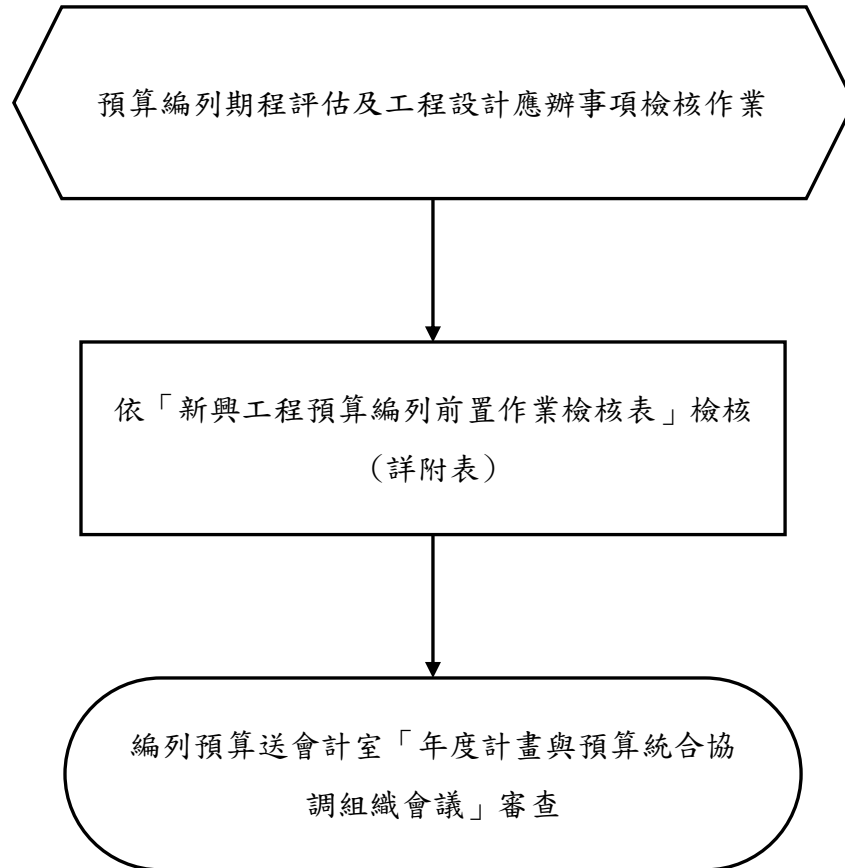 預算編列期程評估及工程設計應辦事項檢核作業
依「新興工程預算編列前置作業檢核表」檢核
（詳附表）
編列預算送會計室「年度計畫與預算統合協
調組織會議」審查